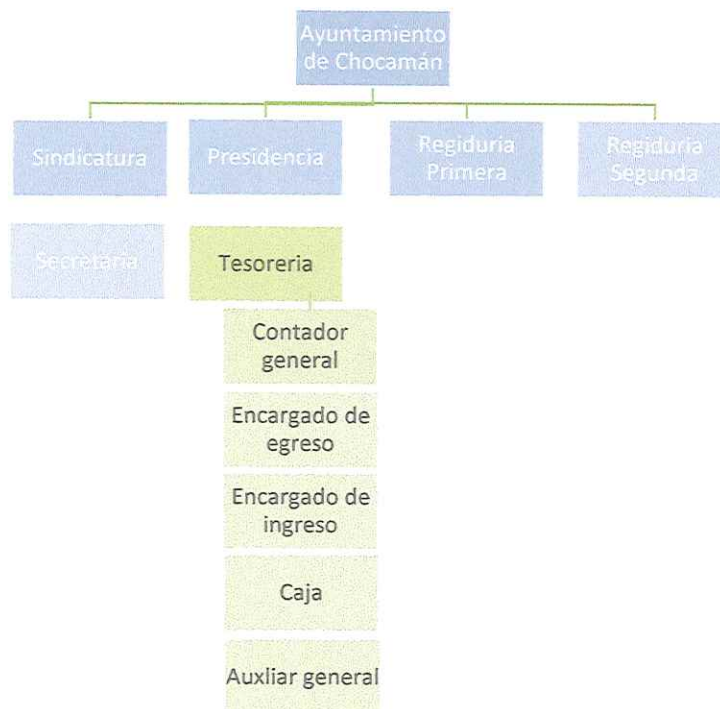 Ayuntamiento
de Chocamán
Sindicatura
Presidencia
Regiduria
Primera
Regiduria
Segunda
Secretaria
Tesoreria
Contador
general
Encargado de
egreso
Encargado de
ingreso
Caja
Auxliar general